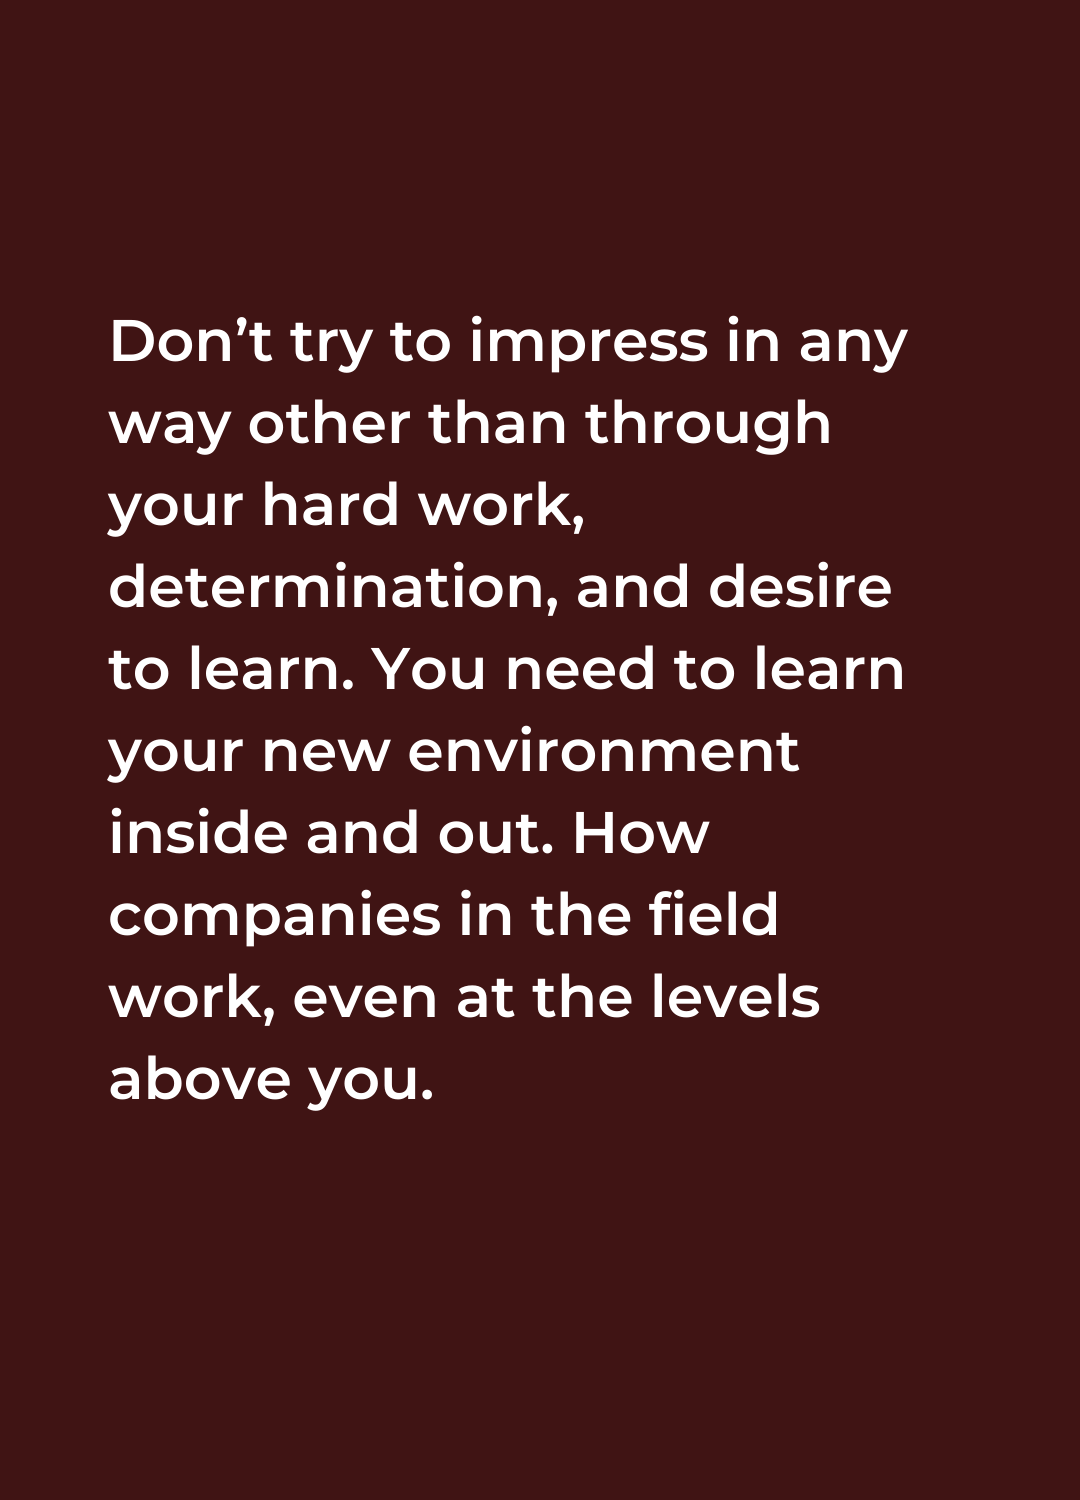 Don’t try to impress in any
way other than through
your hard work,
determination, and desire
to learn. You need to learn
your new environment
inside and out. How
companies in the field
work, even at the levels
above you.